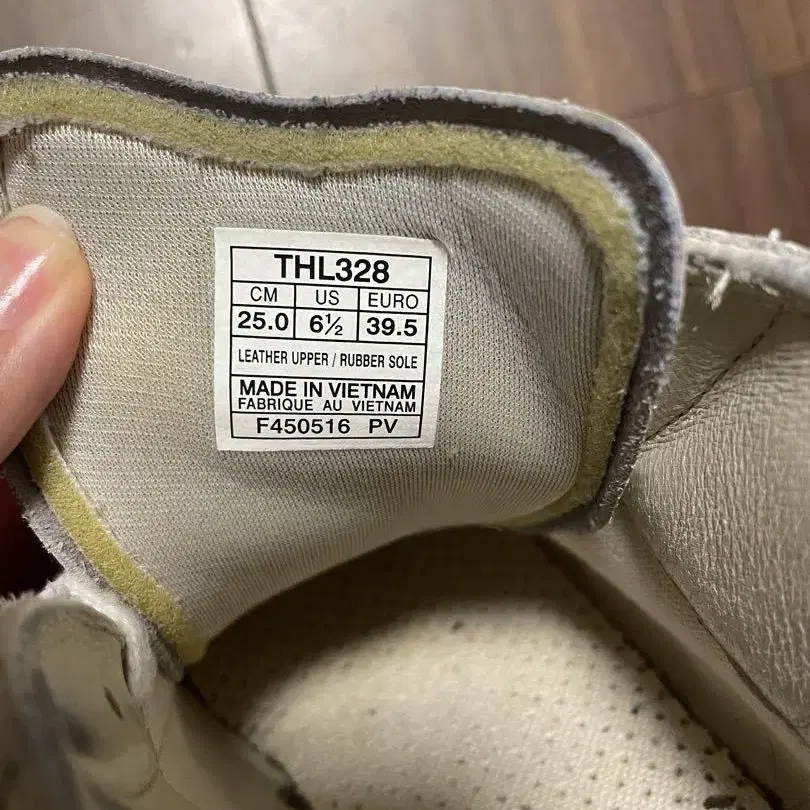 THL328
CM US EURO
25.0 6½ 39.5
LEATHER UPPER / RUBBER SOLE
MADE IN VIETNAM
FABRIQUE AU VIETNAM
F450516 PV